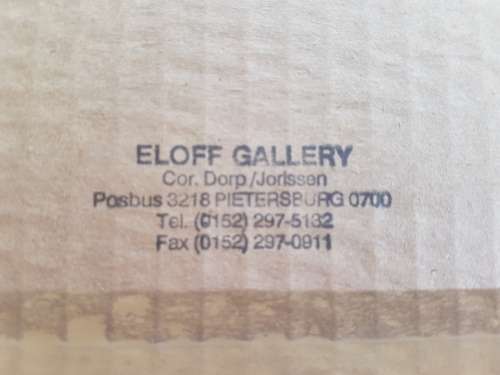 ELOFF GALLERY
Cor. Dorp/Jorissen
Posbus 3218 PIETERSBURG 0700
Tel. (0152) 297-5132
Fax (0152) 297-0911